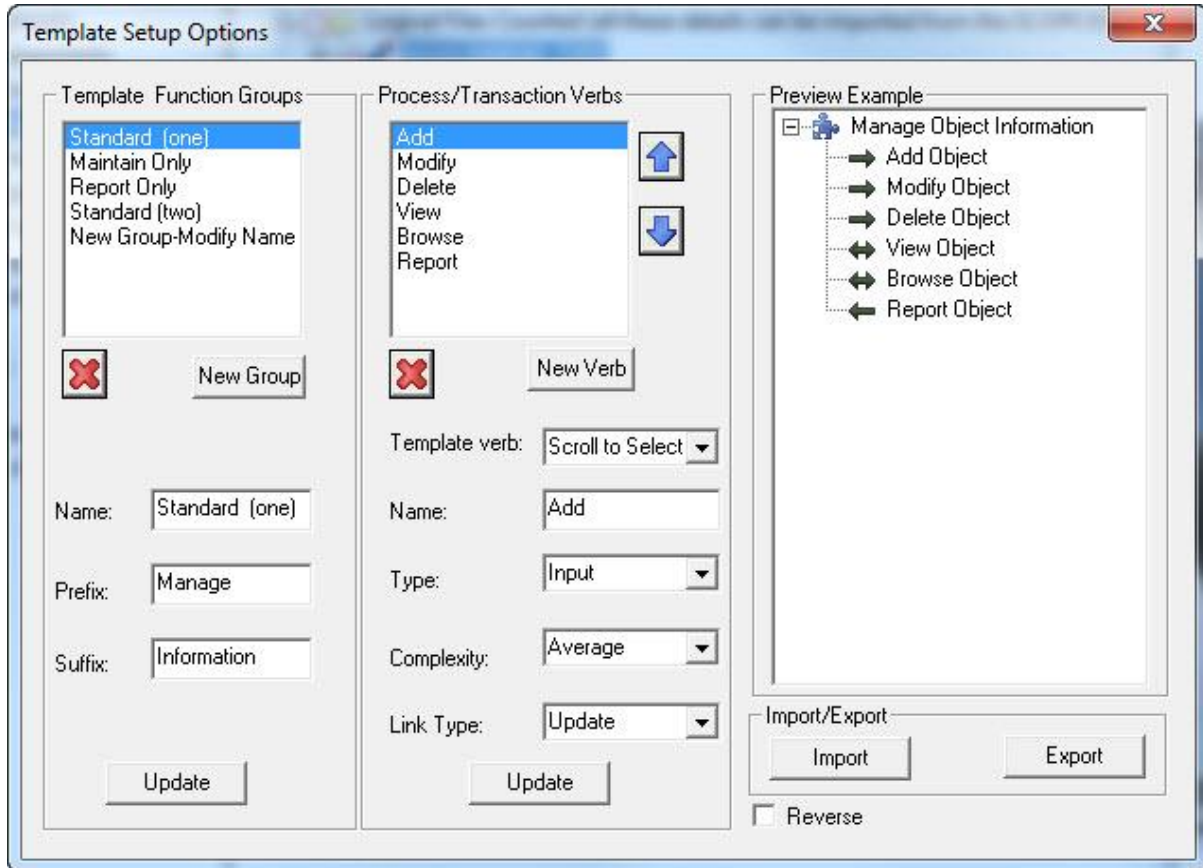 Template Setup Options
Template  Function Groups
Standard  (one)
Maintain Only
Report Only
Standard (two)
New Group-Modify Name
New Group
Name:
Standard  (one)
Prefix:
Manage
Suffix:
Information
Update
Process/Transaction Verbs
Add
Modify
Delete
View
Browse
Report
New Verb
Template verb:
Scroll to Select
Name:
Add
Type:
Input
Complexity:
Average
Link Type:
Update
Update
Preview Example
Manage Object Information
Add Object
Modify Object
Delete Object
View Object
Browse Object
Report Object
Import/Export
Import
Export
Reverse